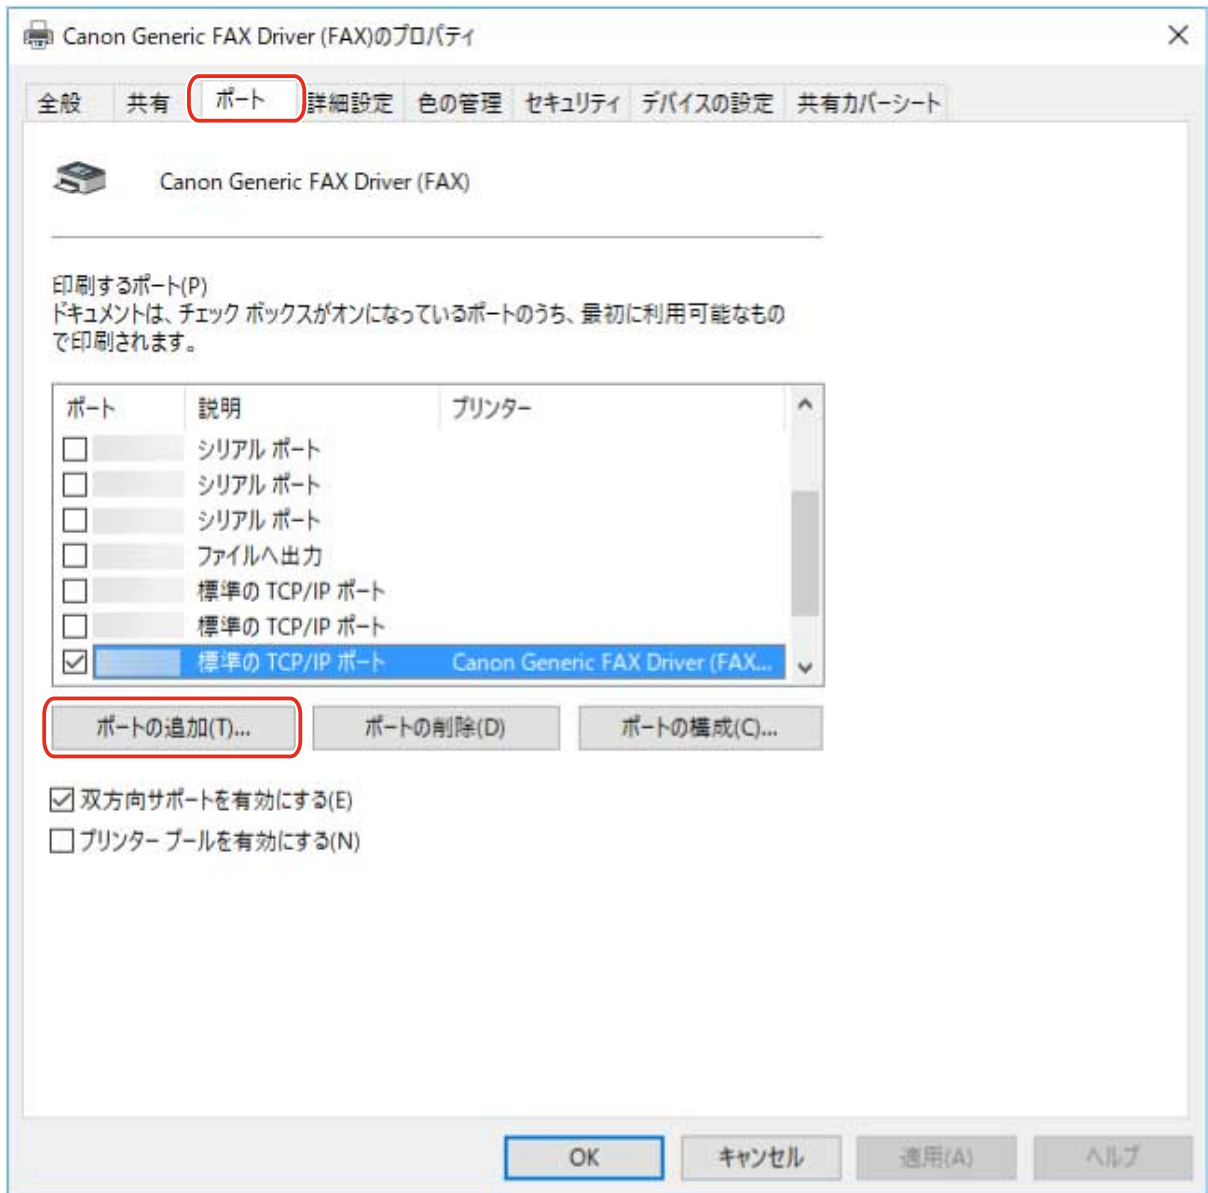 Canon Generic FAX Driver (FAX)のプロパティ
全般 共有 ポート 詳細設定 色の管理 セキュリティ デバイスの設定 共有カバーシート
Canon Generic FAX Driver (FAX)
印刷するポート(P)
ドキュメントは、チェック ボックスがオンになっているポートのうち、最初に利用可能なもの
で印刷されます。
ポート 説明 プリンター
シリアル ポート
シリアル ポート
シリアル ポート
ファイルへ出力
標準の TCP/IP ポート
標準の TCP/IP ポート
標準の TCP/IP ポート Canon Generic FAX Driver (FAX...
ポートの追加(T)... ポートの削除(D) ポートの構成(C)...
双方向サポートを有効にする(E)
プリンター プールを有効にする(N)
OK キャンセル 適用(A) ヘルプ